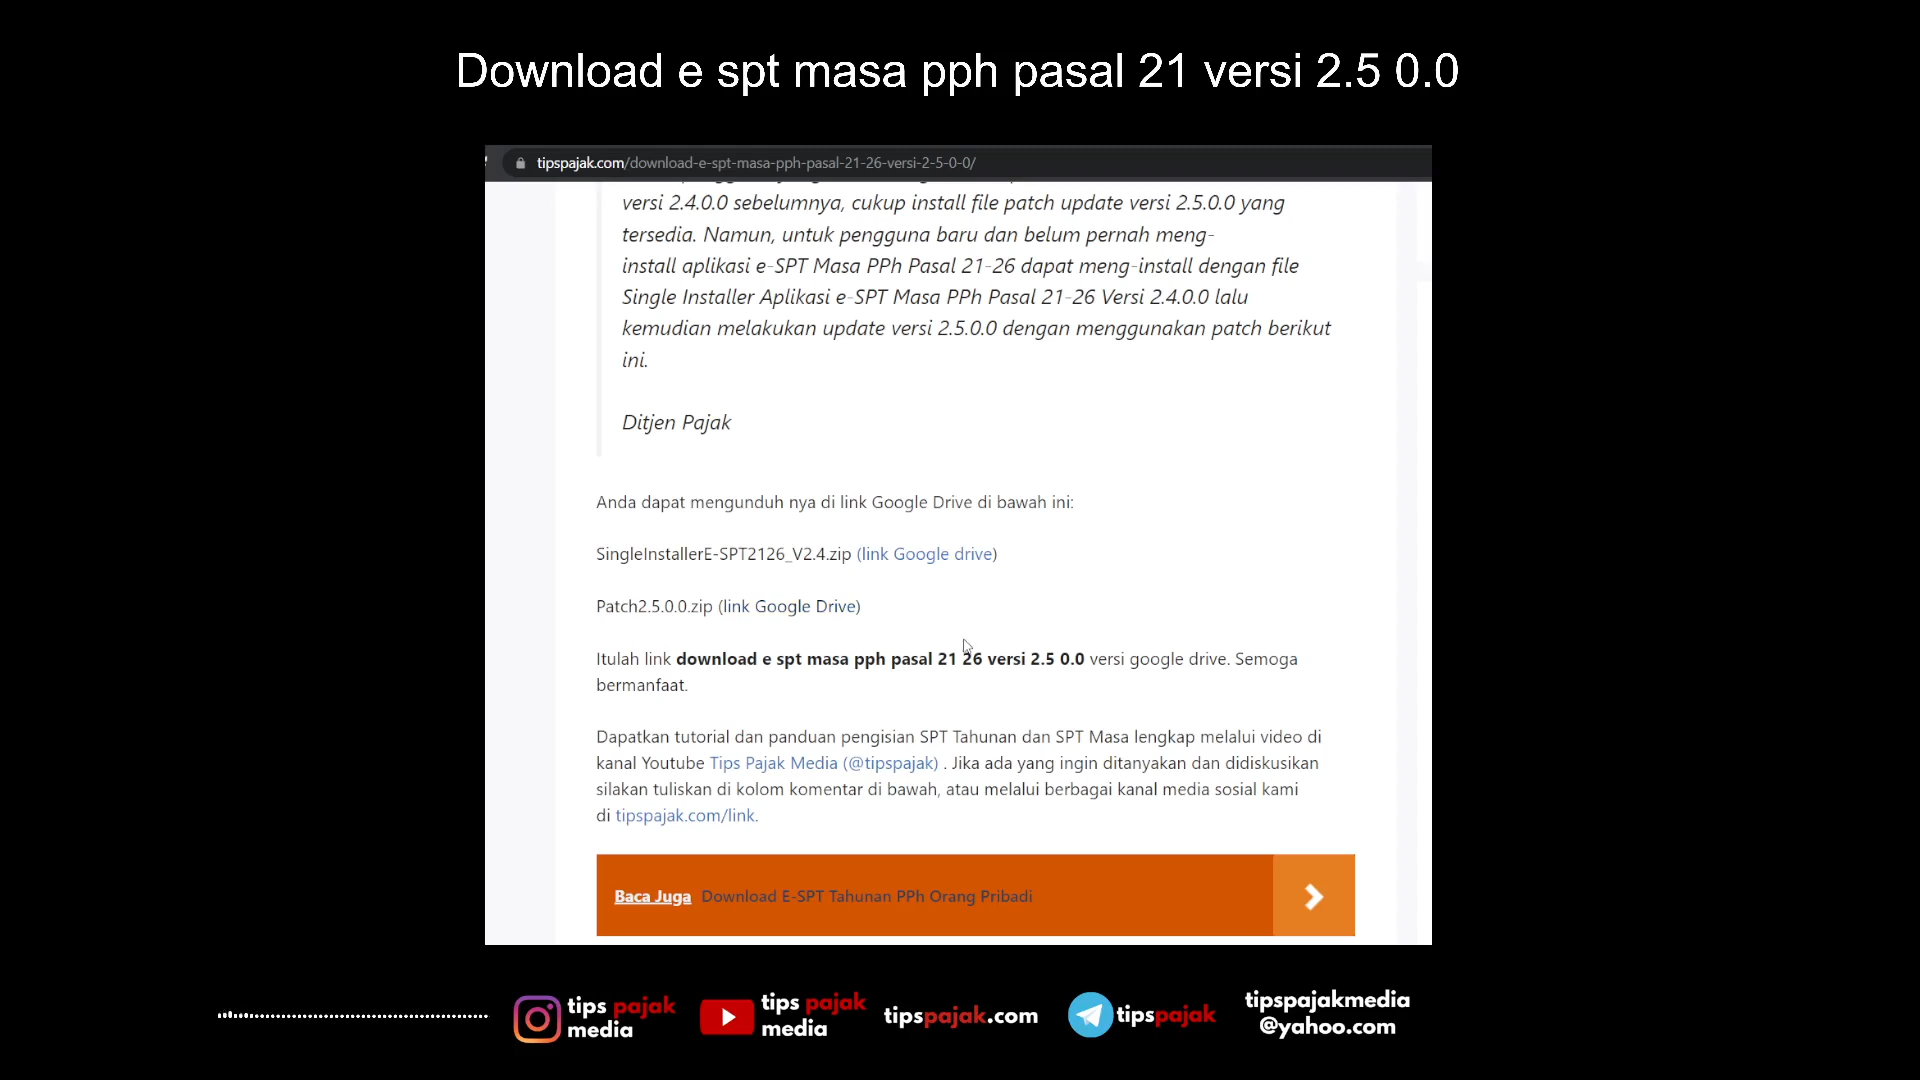 Download e spt masa pph pasal 21 versi 2.5 0.0
tipspajak.com/download-e-spt-masa-pph-pasal-21-26-versi-2-5-0-0/
versi 2.4.0.0 sebelumnya, cukup install file patch update versi 2.5.0.0 yang
tersedia. Namun, untuk pengguna baru dan belum pernah meng-
install aplikasi e-SPT Masa PPh Pasal 21-26 dapat meng-install dengan file
Single Installer Aplikasi e-SPT Masa PPh Pasal 21-26 Versi 2.4.0.0 lalu
kemudian melakukan update versi 2.5.0.0 dengan menggunakan patch berikut
ini.
Ditjen Pajak
Anda dapat mengunduh nya di link Google Drive di bawah ini:
SingleInstallerE-SPT2126_V2.4.zip (link Google drive)
Patch2.5.0.0.zip (link Google Drive)
Itulah link download e spt masa pph pasal 21 26 versi 2.5 0.0 versi google drive. Semoga
bermanfaat.
Dapatkan tutorial dan panduan pengisian SPT Tahunan dan SPT Masa lengkap melalui video di
kanal Youtube Tips Pajak Media (@tipspajak) . Jika ada yang ingin ditanyakan dan didiskusikan
silakan tuliskan di kolom komentar di bawah, atau melalui berbagai kanal media sosial kami
di tipspajak.com/link.
Baca Juga Download E-SPT Tahunan PPh Orang Pribadi
tips pajak
media
tips pajak
media
tipspajak.com
tipspajak
tipspajakmedia
@yahoo.com